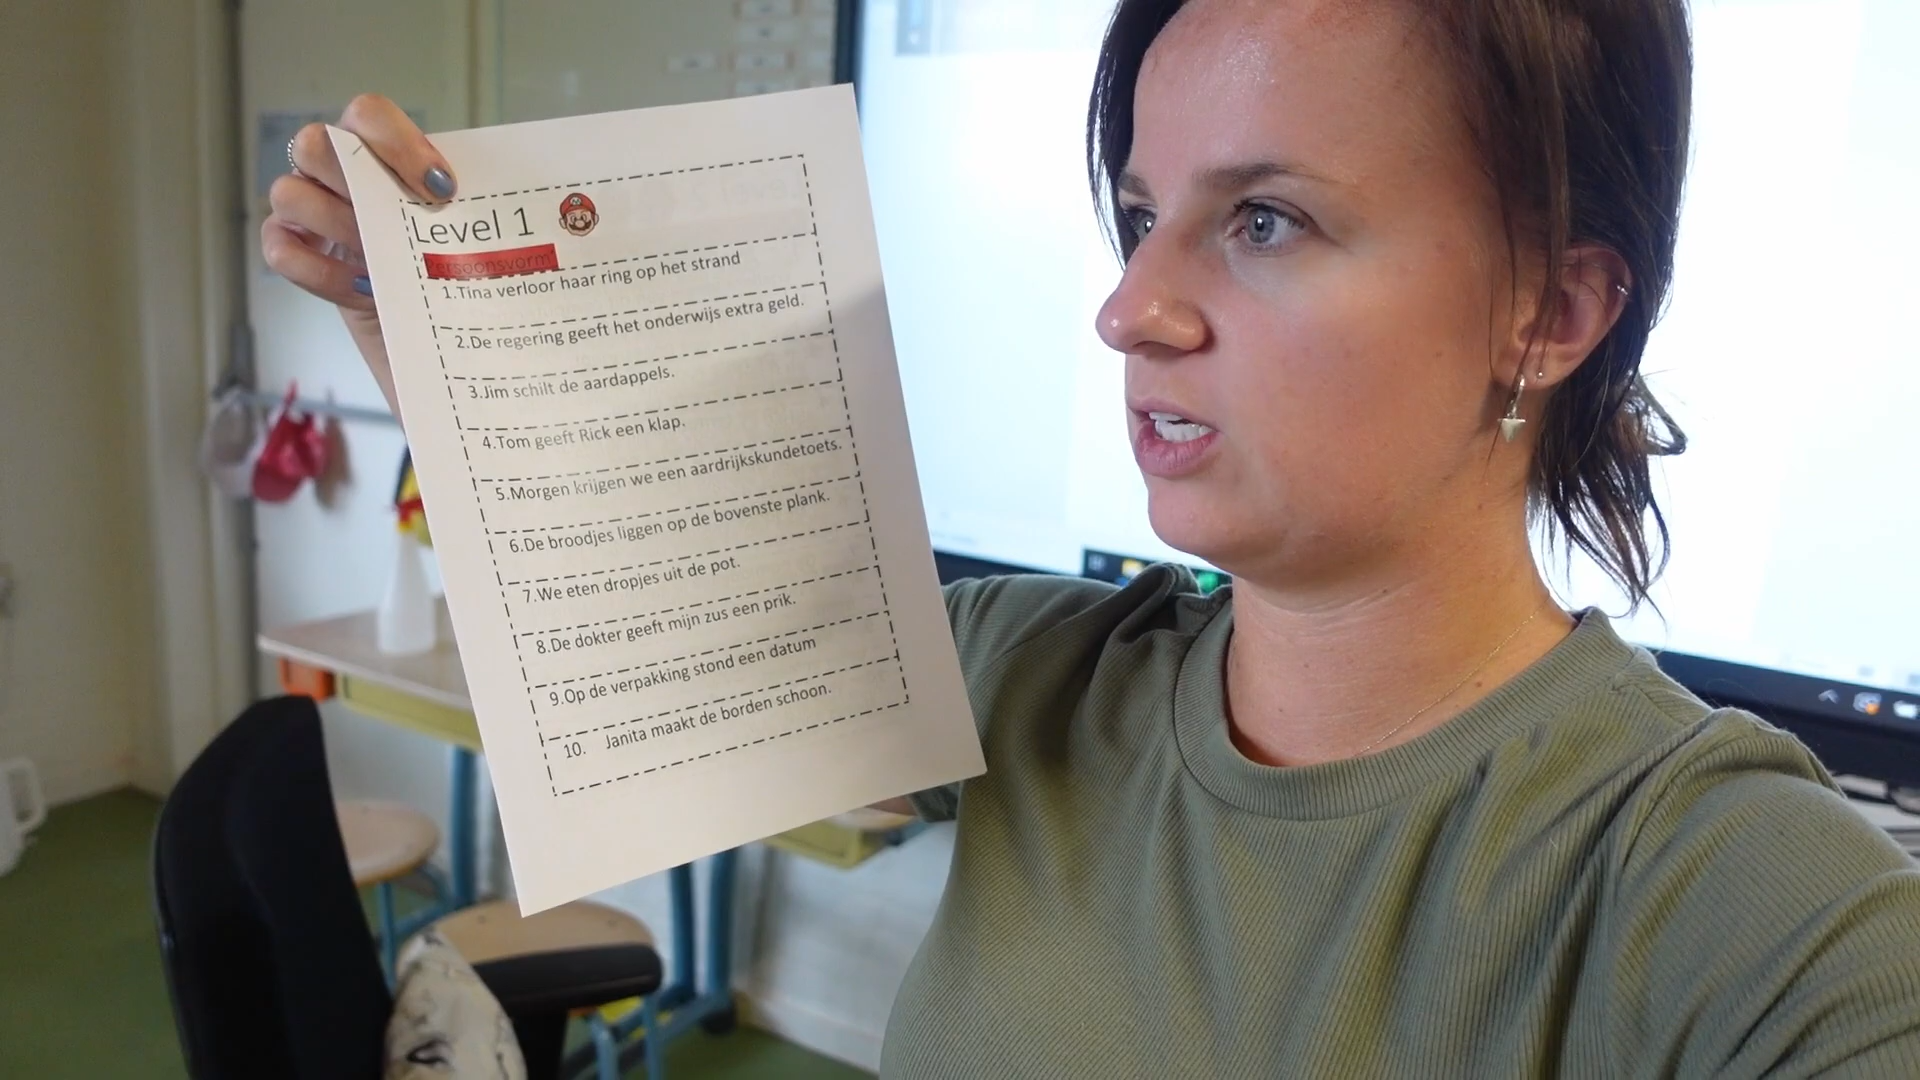 Level 1
Persoonsvorm
1.Tina verloor haar ring op het strand
2.De regering geeft het onderwijs extra geld.
3.Jim schilt de aardappels.
4.Tom geeft Rick een klap.
5.Morgen krijgen we een aardrijkskundetoets.
6.De broodjes liggen op de bovenste plank.
7.We eten dropjes uit de pot.
8.De dokter geeft mijn zus een prik.
9.Op de verpakking stond een datum
10. Janita maakt de borden schoon.